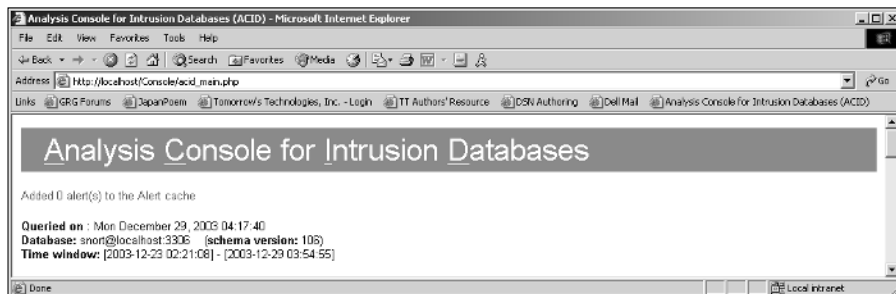 Analysis Console for Intrusion Databases (ACID) - Microsoft Internet Explorer
File Edit View Favorites Tools Help
Back Search Favorites Media
Address http://localhost/Console/acid_main.php Go
Links GRG Forums JapanPoem Tomorrow's Technologies, Inc. - Login TT Authors' Resource DSN Authoring Dell Mail Analysis Console for Intrusion Databases (ACID)
Analysis Console for Intrusion Databases
Added 0 alert(s) to the Alert cache
Queried on : Mon December 29, 2003 04:17:40
Database: snort@localhost:3306 (schema version: 106)
Time window: [2003-12-23 02:21:08] - [2003-12-29 03:54:55]
Done Local intranet